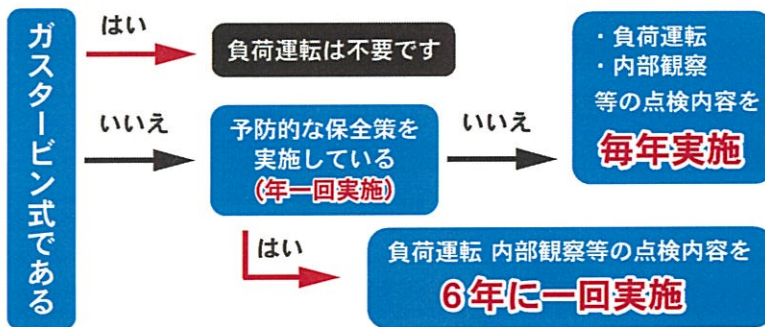 ガスタービン式である
はい
負荷運転は不要です
いいえ
予防的な保全策を
実施している
(年一回実施)
いいえ
・負荷運転
・内部観察
等の点検内容を
毎年実施
はい
負荷運転 内部観察等の点検内容を
6年に一回実施